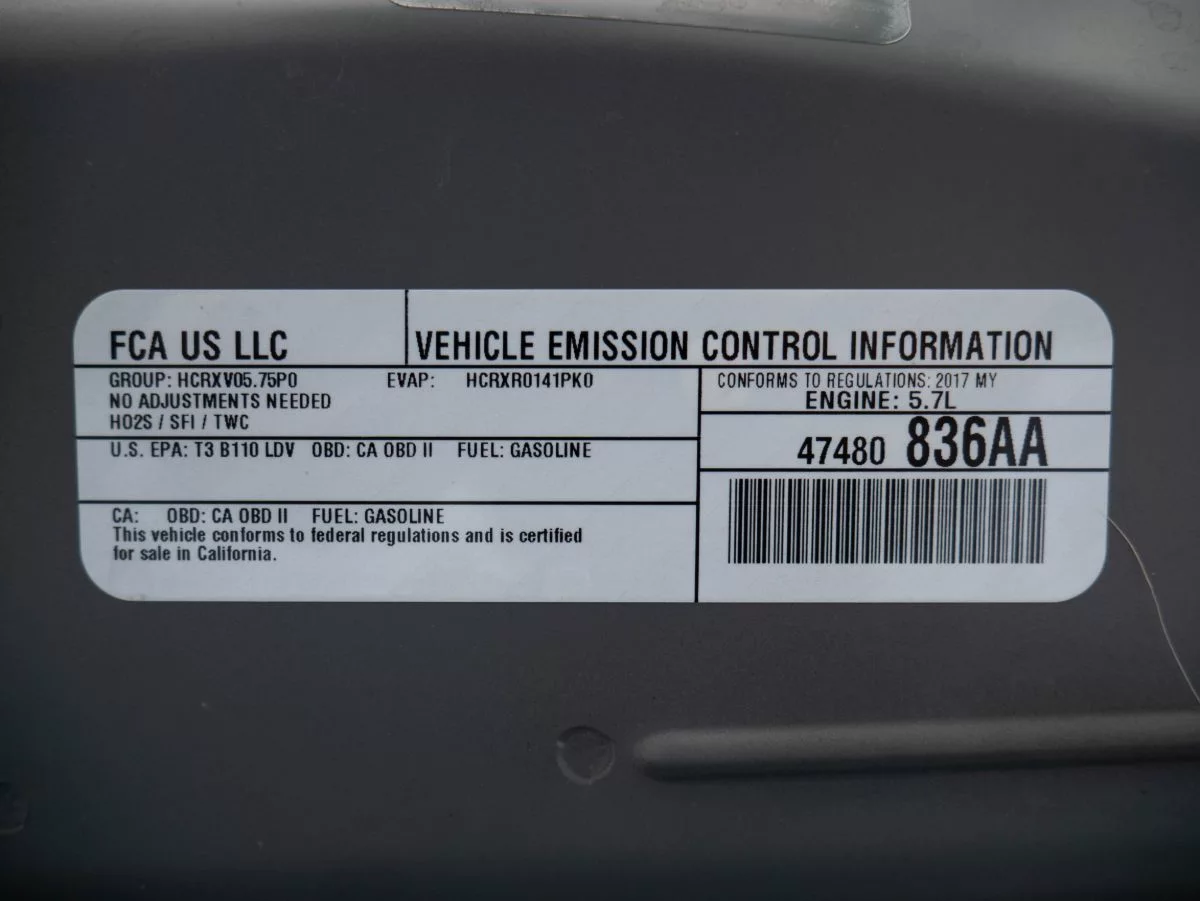 FCA US LLC VEHICLE EMISSION CONTROL INFORMATION
GROUP: HCRXV05.75P0 EVAP: HCRXR0141PK0
NO ADJUSTMENTS NEEDED
HO2S / SFI / TWC
U.S. EPA: T3 B110 LDV OBD: CA OBD II FUEL: GASOLINE
CA: OBD: CA OBD II FUEL: GASOLINE
This vehicle conforms to federal regulations and is certified
for sale in California.
CONFORMS TO REGULATIONS: 2017 MY
ENGINE: 5.7L
47480 836AA